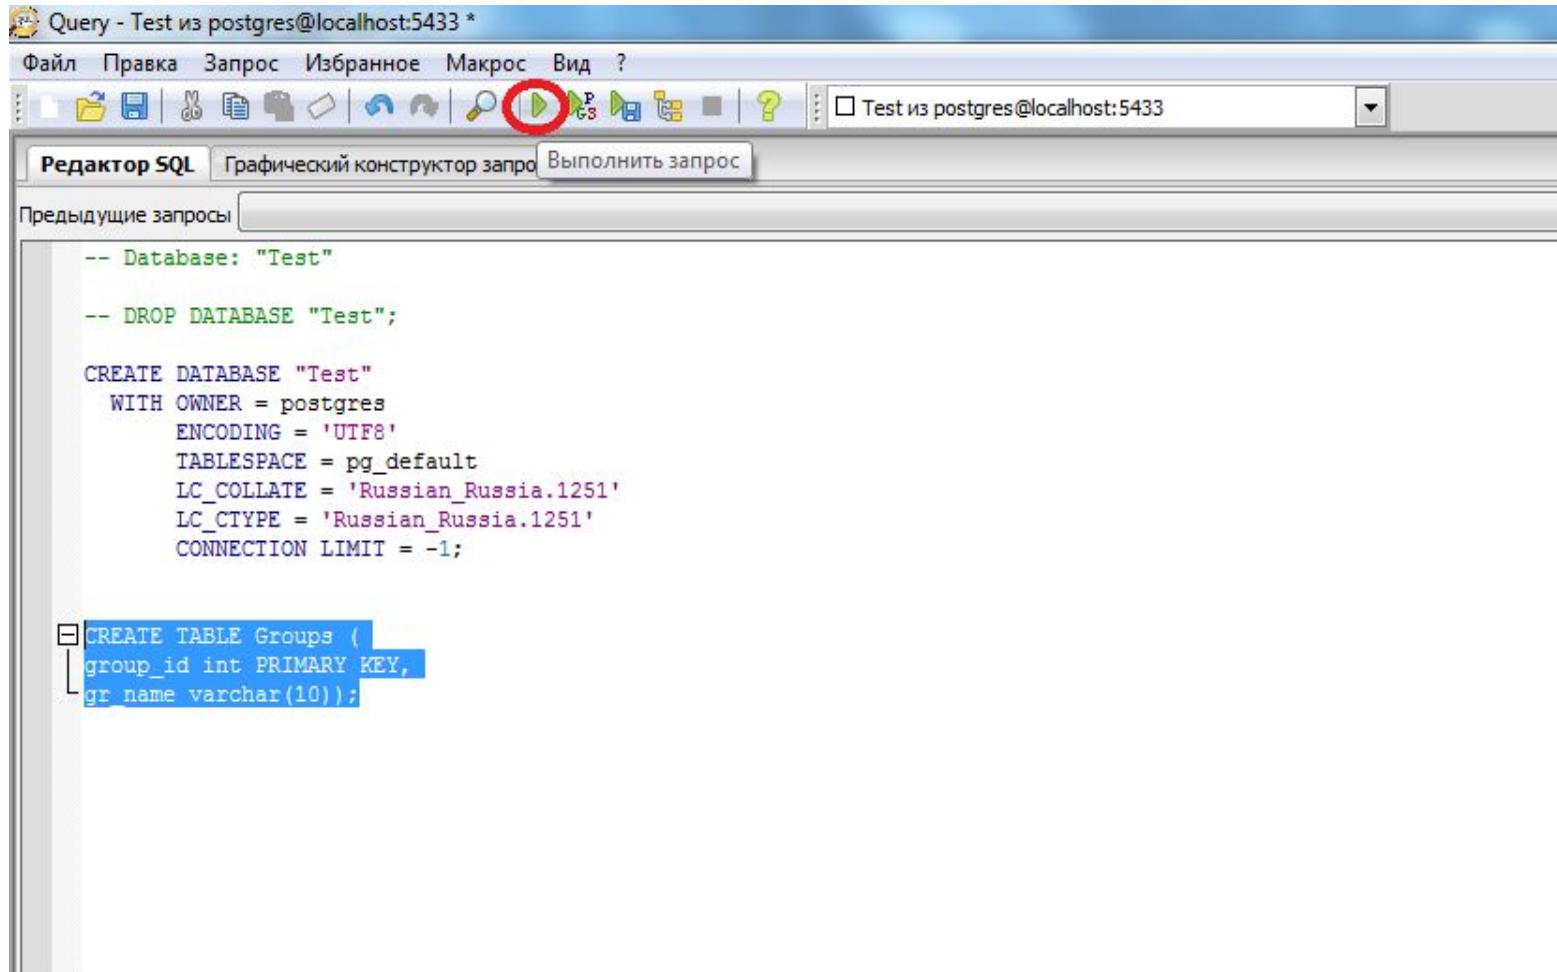 Query - Test из postgres@localhost:5433 *
Файл Правка Запрос Избранное Макрос Вид ?
Test из postgres@localhost:5433
Редактор SQL Графический конструктор запро
Выполнить запрос
Предыдущие запросы
-- Database: "Test"
-- DROP DATABASE "Test";
CREATE DATABASE "Test"
WITH OWNER = postgres
ENCODING = 'UTF8'
TABLESPACE = pg_default
LC_COLLATE = 'Russian_Russia.1251'
LC_CTYPE = 'Russian_Russia.1251'
CONNECTION LIMIT = -1;
CREATE TABLE Groups (
group_id int PRIMARY KEY,
gr_name varchar(10));